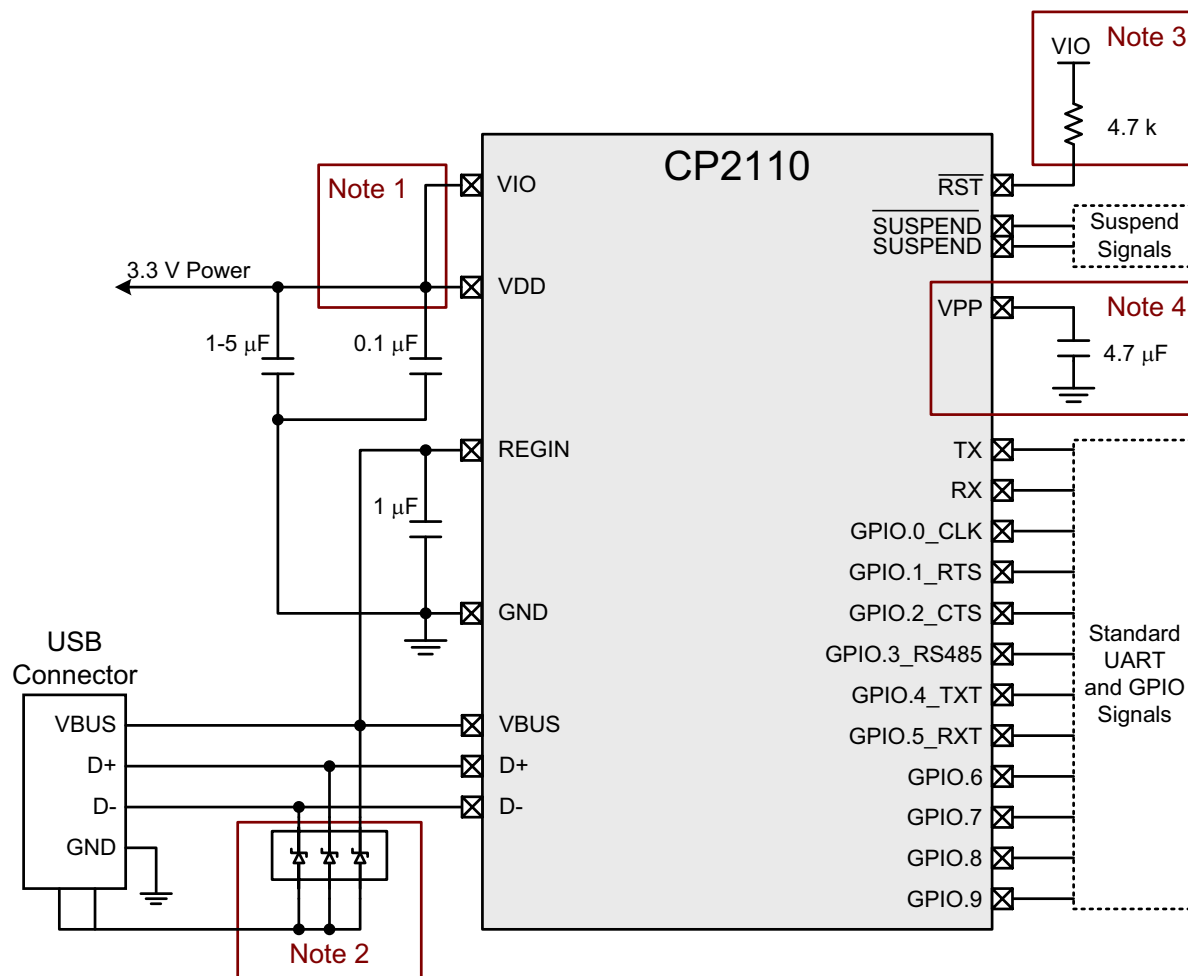 Note 3
VIO
4.7 k
CP2110
Note 1
VIO
RST
SUSPEND
SUSPEND
Suspend
Signals
3.3 V Power
VDD
VPP
Note 4
1-5 μF
0.1 μF
4.7 μF
REGIN
1 μF
GND
TX
RX
GPIO.0_CLK
GPIO.1_RTS
GPIO.2_CTS
GPIO.3_RS485
GPIO.4_TXT
GPIO.5_RXT
GPIO.6
GPIO.7
GPIO.8
GPIO.9
Standard
UART
and GPIO
Signals
USB
Connector
VBUS
D+
D-
GND
VBUS
D+
D-
Note 2